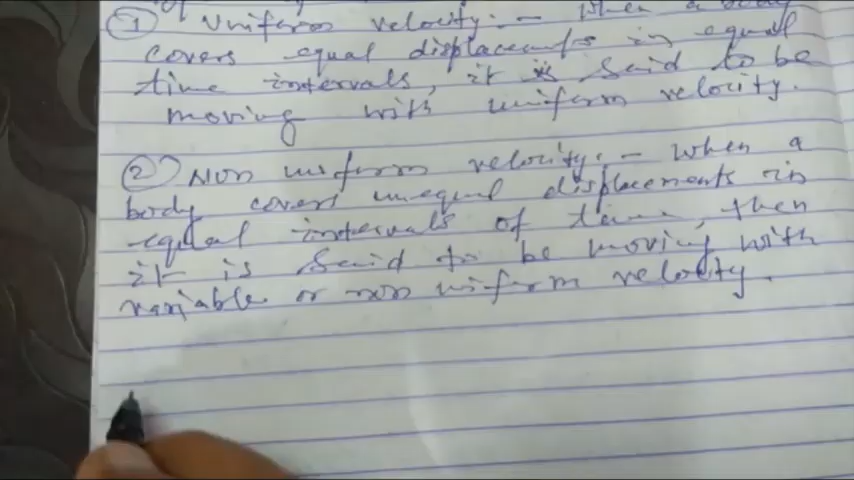 ① Uniform velocity:- When a body
covers equal displacements in equal
time intervals, it is said to be
moving with uniform velocity.
② Non uniform velocity:- When a
body covers unequal displacements in
equal intervals of time, then
it is said to be moving with
variable or non uniform velocity.